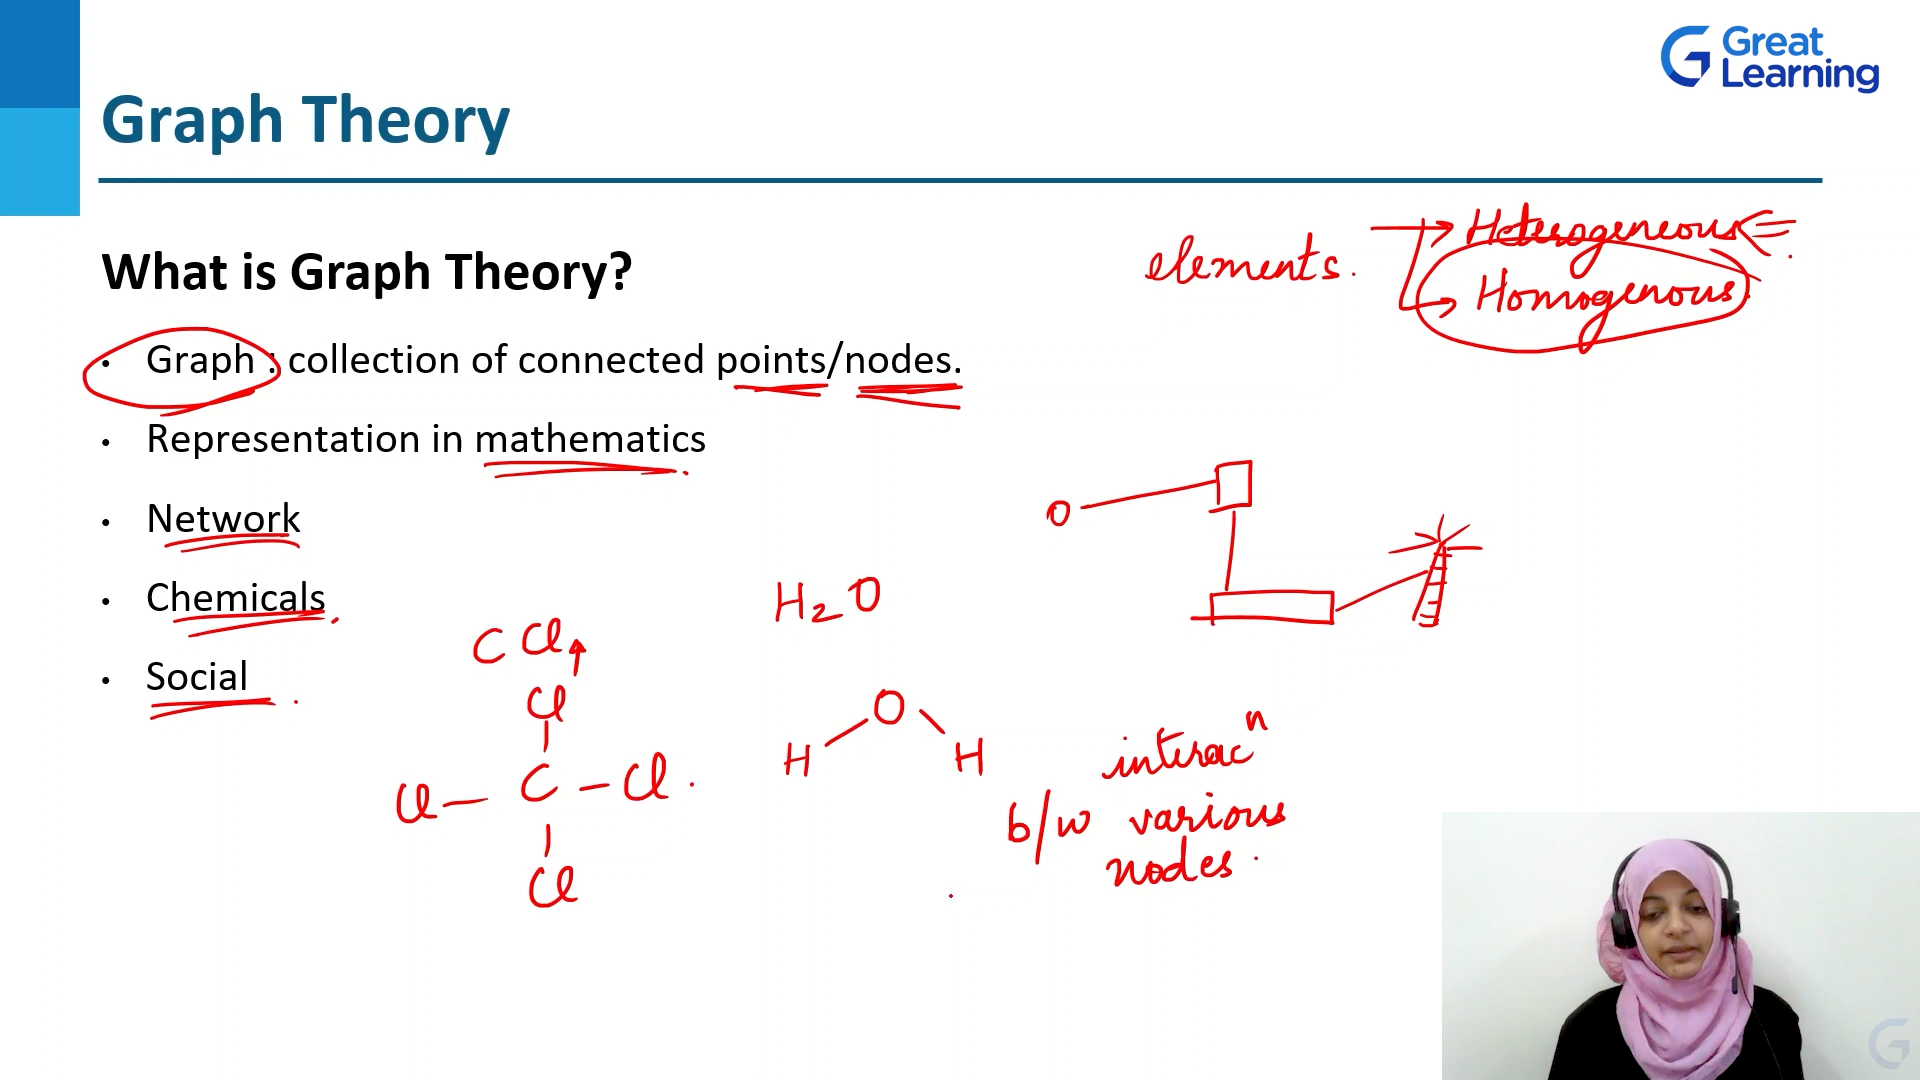 Great
Learning
Graph Theory
What is Graph Theory?
elements.
Heterogeneous
Homogenous
• Graph : collection of connected points/nodes.
• Representation in mathematics
• Network
• Chemicals
• Social
O
H2O
CCl4
Cl
Cl – C – Cl
Cl
O
H H
interacn
b/w various
nodes.